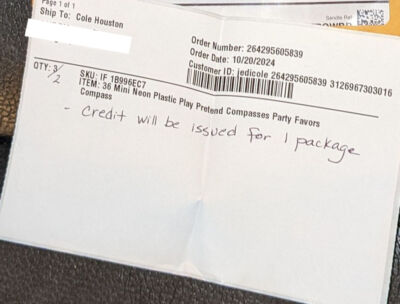 Page 1 of 1
Ship To: Cole Houston
Order Number: 264295605839
Order Date: 10/20/2024
Customer ID: jedicole 264295605839 3126967303016
QTY: 3/2
SKU: IF 1B996EC7
ITEM: 36 Mini Neon Plastic Play Pretend Compasses Party Favors
Compass
- Credit will be issued for 1 package